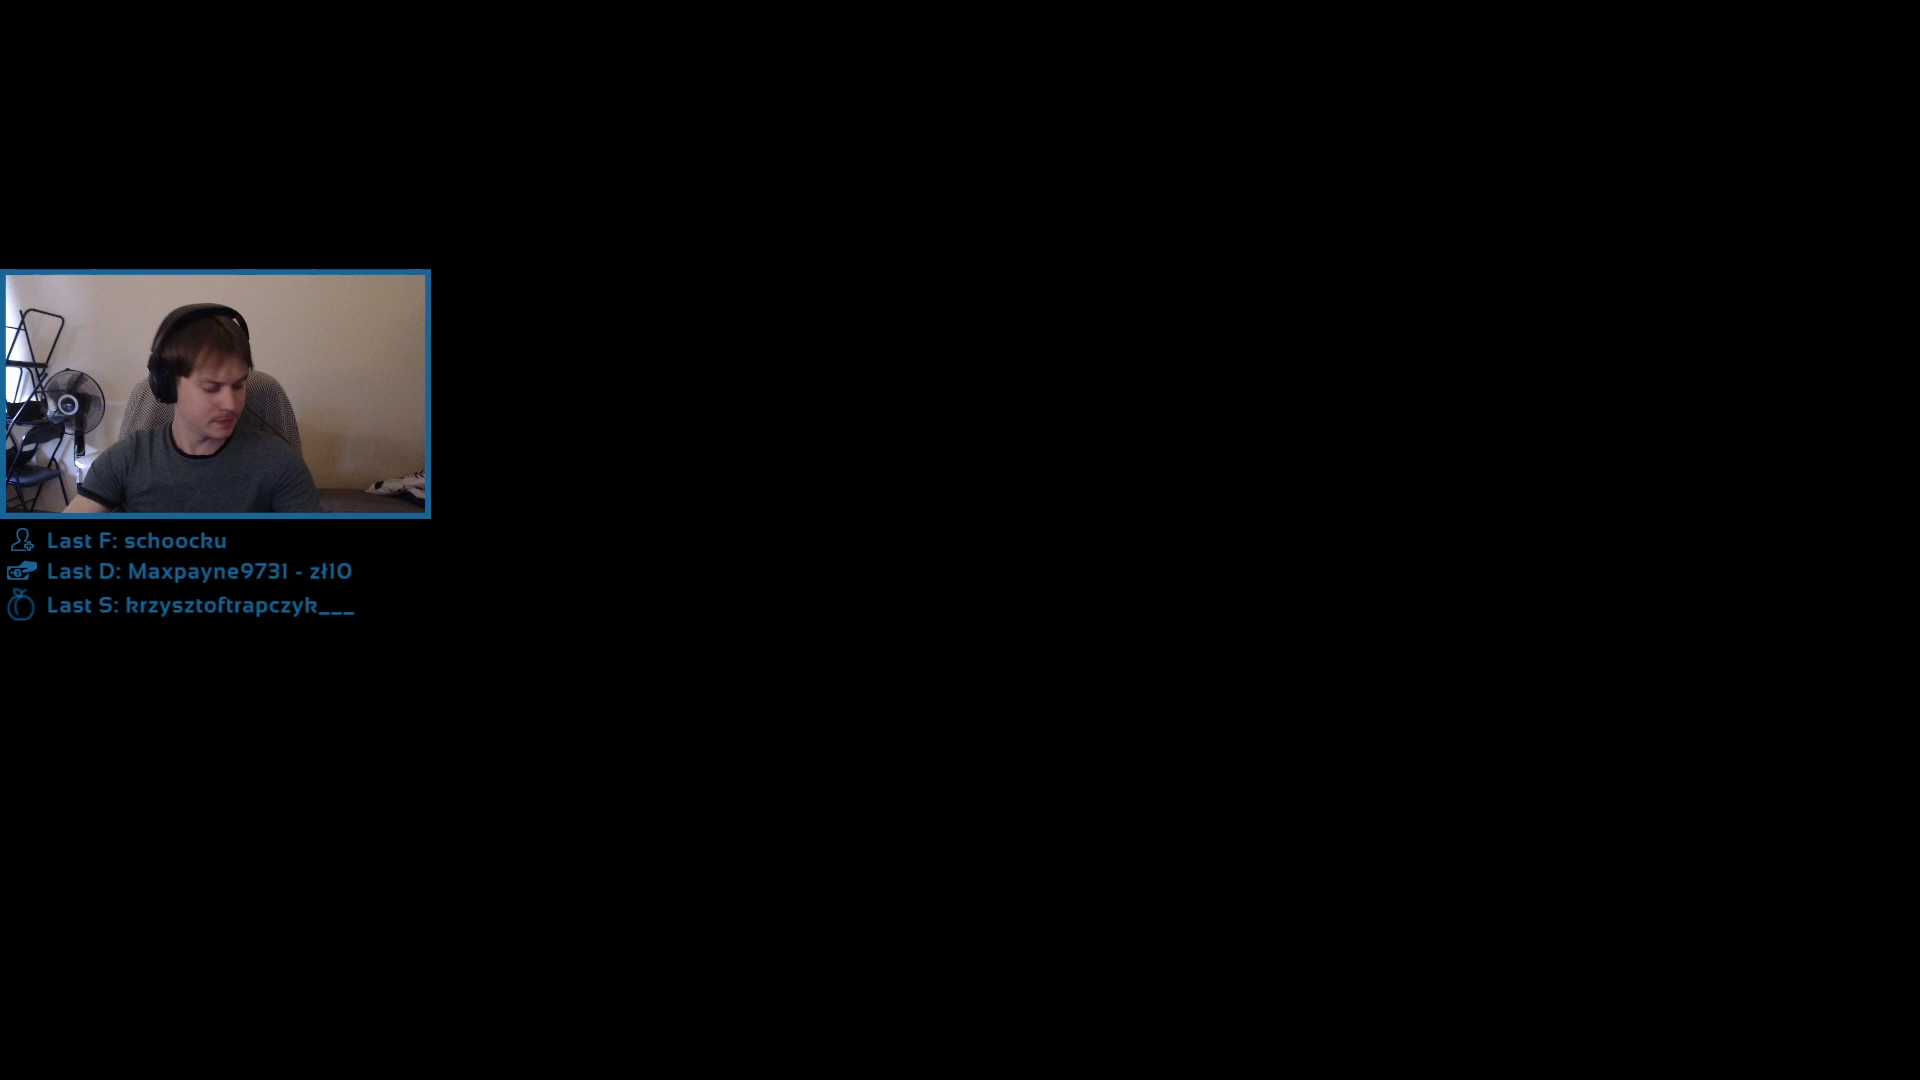 Last F: schoocku
Last D: Maxpayne9731 - zł10
Last S: krzysztoftrapczyk___